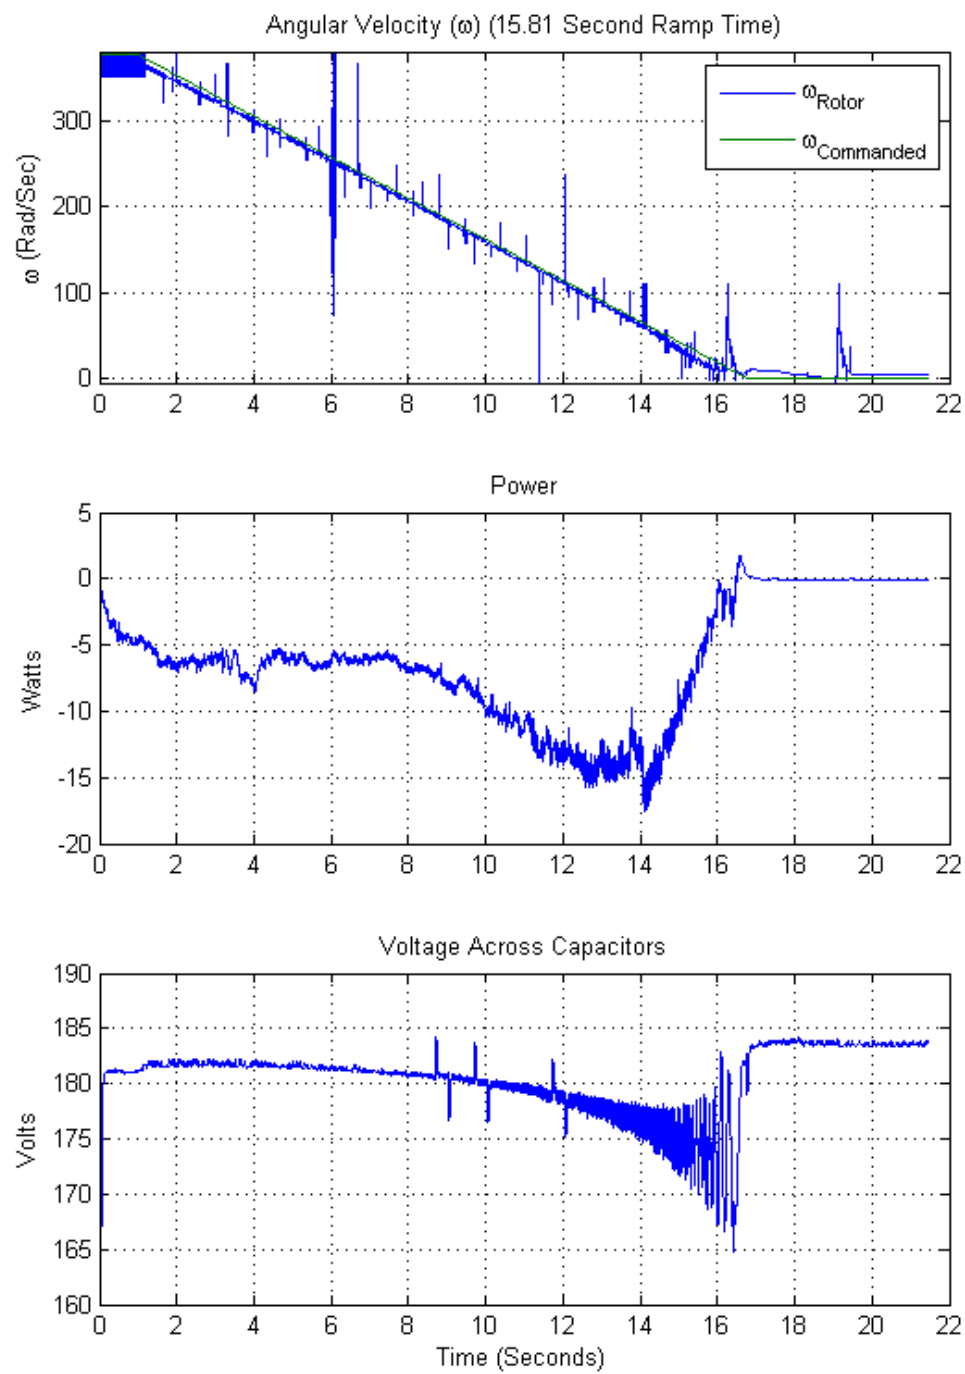 Angular Velocity (ω) (15.81 Second Ramp Time)
ω (Rad/Sec)
300
200
100
0
ωRotor
ωCommanded
0 2 4 6 8 10 12 14 16 18 20 22
Power
Watts
5
0
-5
-10
-15
-20
0 2 4 6 8 10 12 14 16 18 20 22
Voltage Across Capacitors
Volts
190
185
180
175
170
165
160
0 2 4 6 8 10 12 14 16 18 20 22
Time (Seconds)